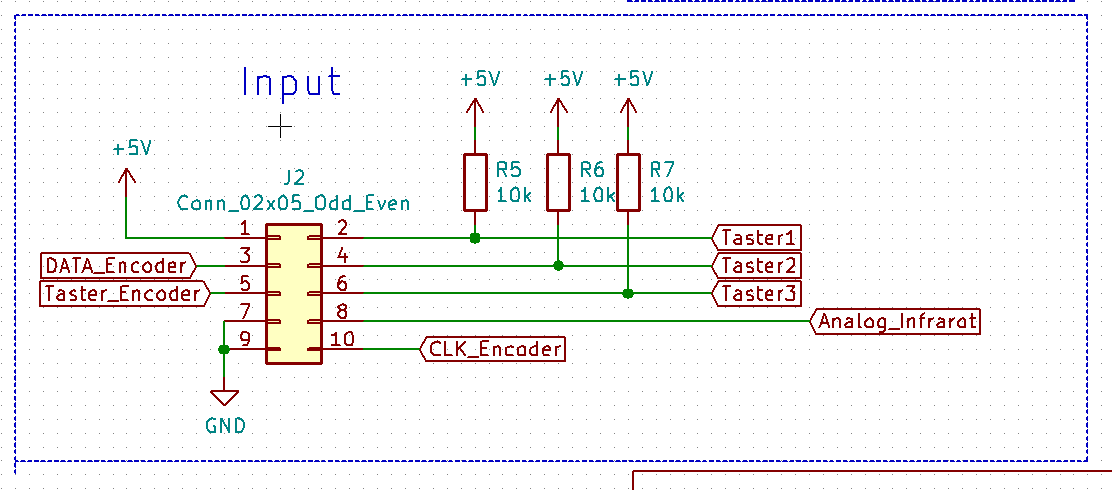 Input
+5V +5V +5V
+5V
R5 R6 R7
10k 10k 10k
J2
Conn_02x05_Odd_Even
1 2 Taster1
DATA_Encoder 3 4 Taster2
Taster_Encoder 5 6 Taster3
7 8 Analog_Infrarot
9 10 CLK_Encoder
GND